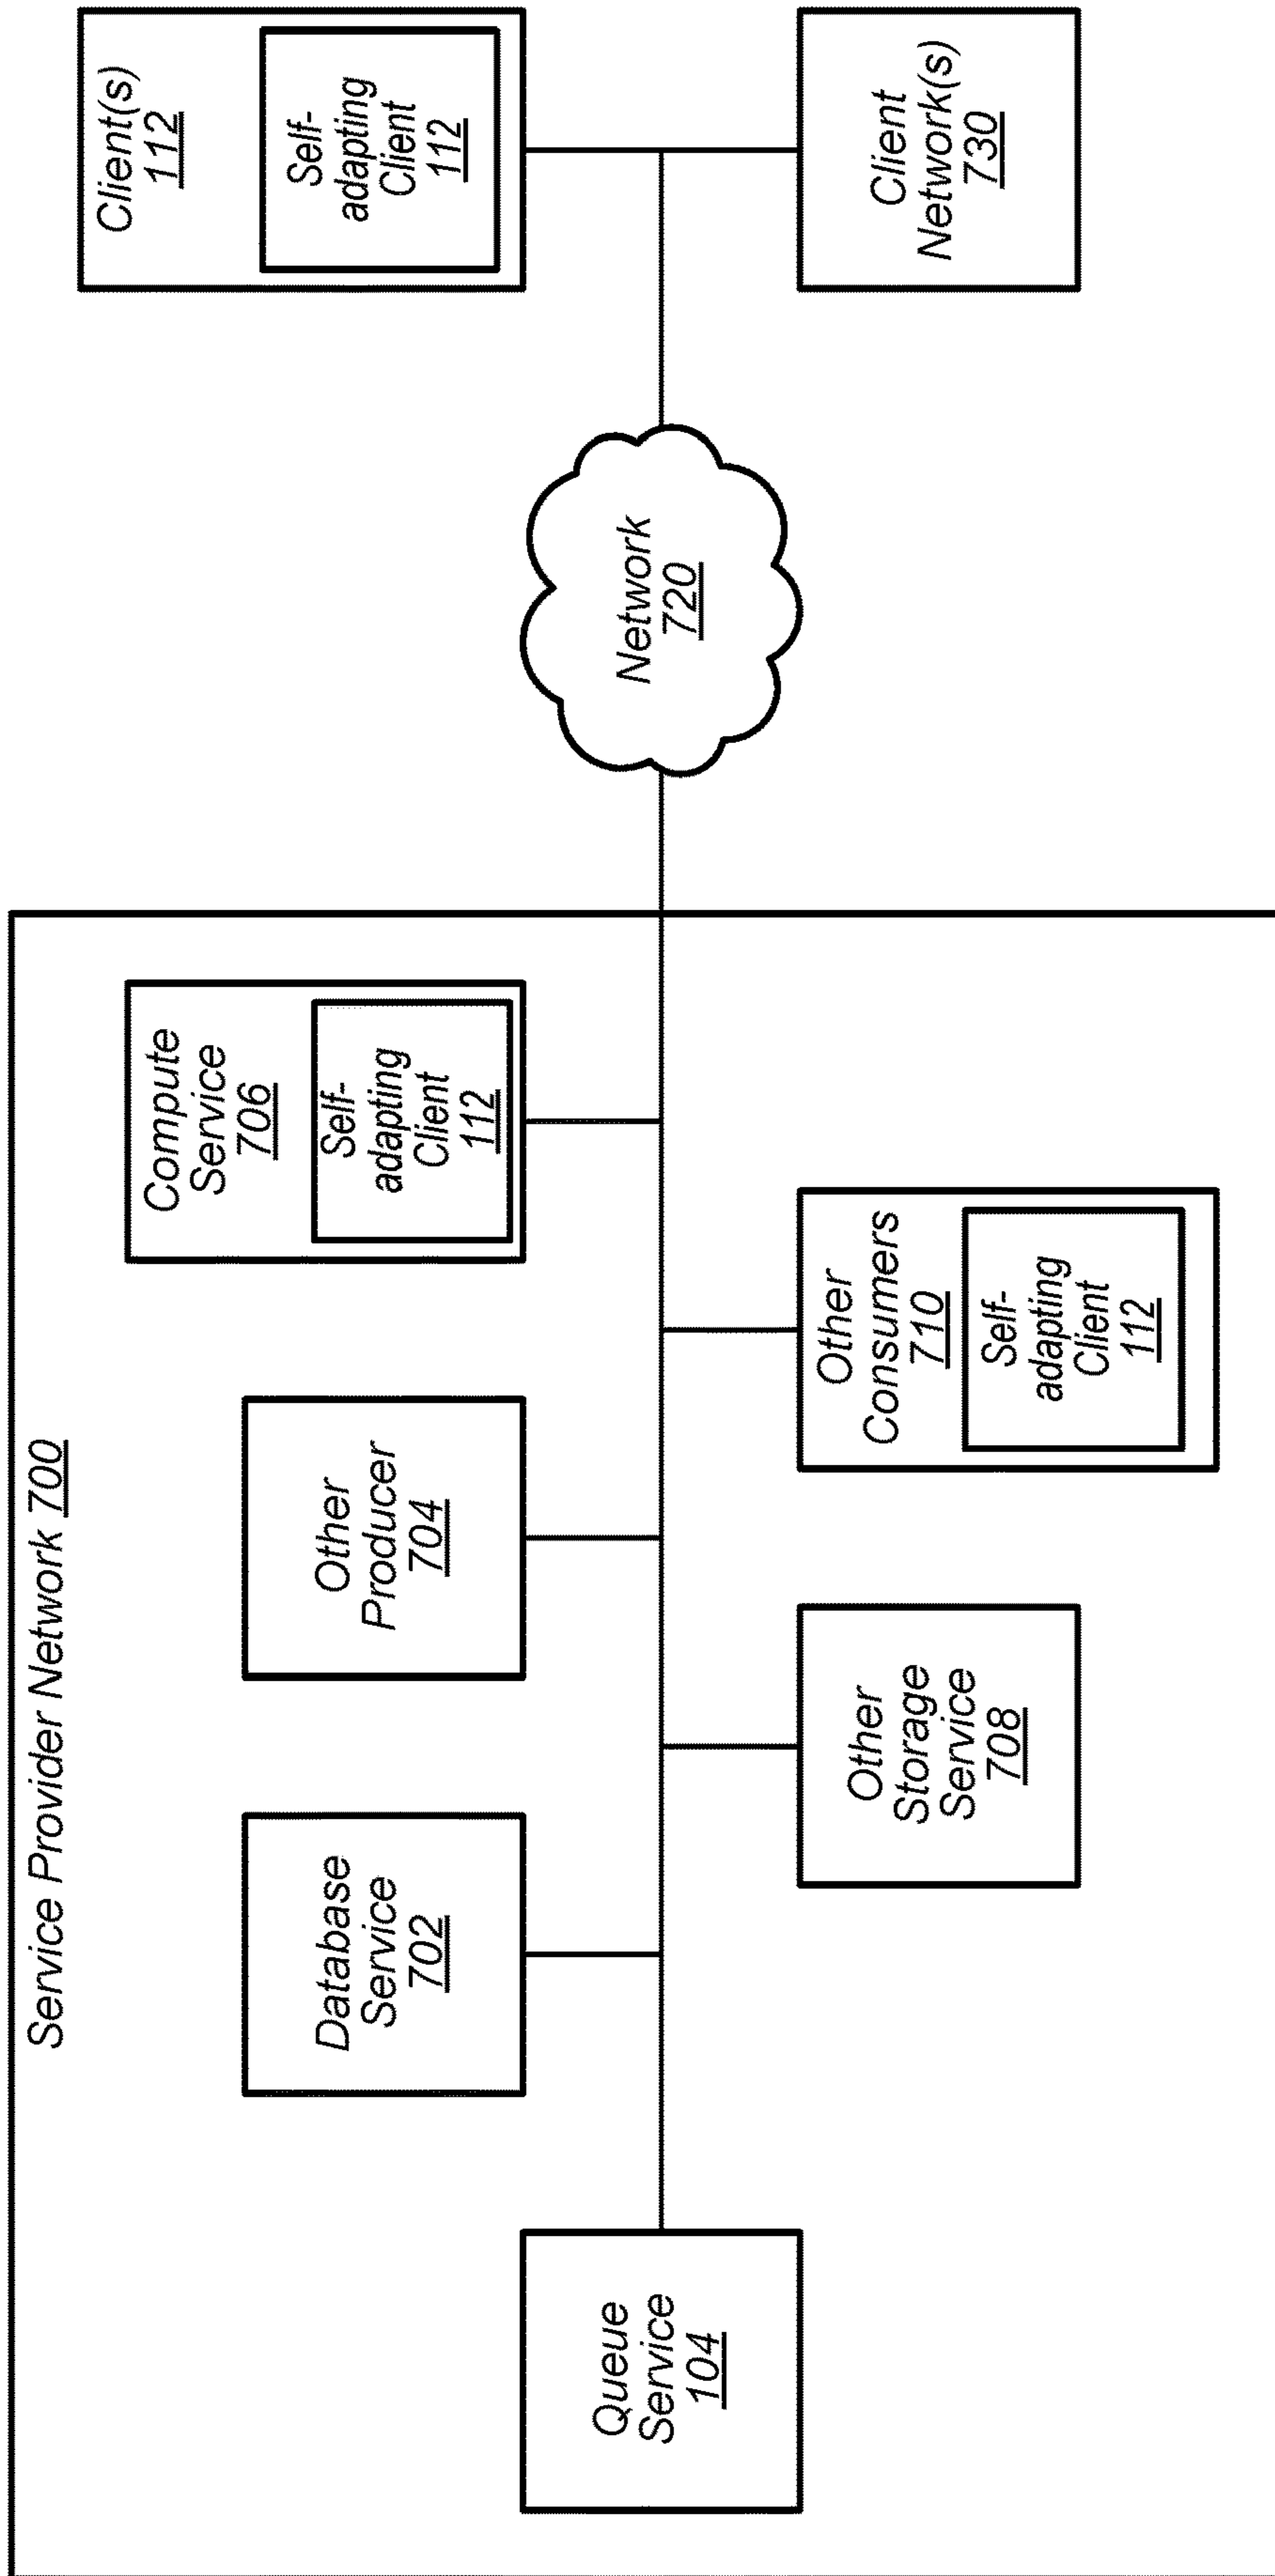 Service Provider Network 700
Queue
Service
104
Database
Service
702
Other
Producer
704
Compute
Service
706
Self-
adapting
Client
112
Other
Storage
Service
708
Other
Consumers
710
Self-
adapting
Client
112
Network
720
Client(s)
112
Self-
adapting
Client
112
Client
Network(s)
730